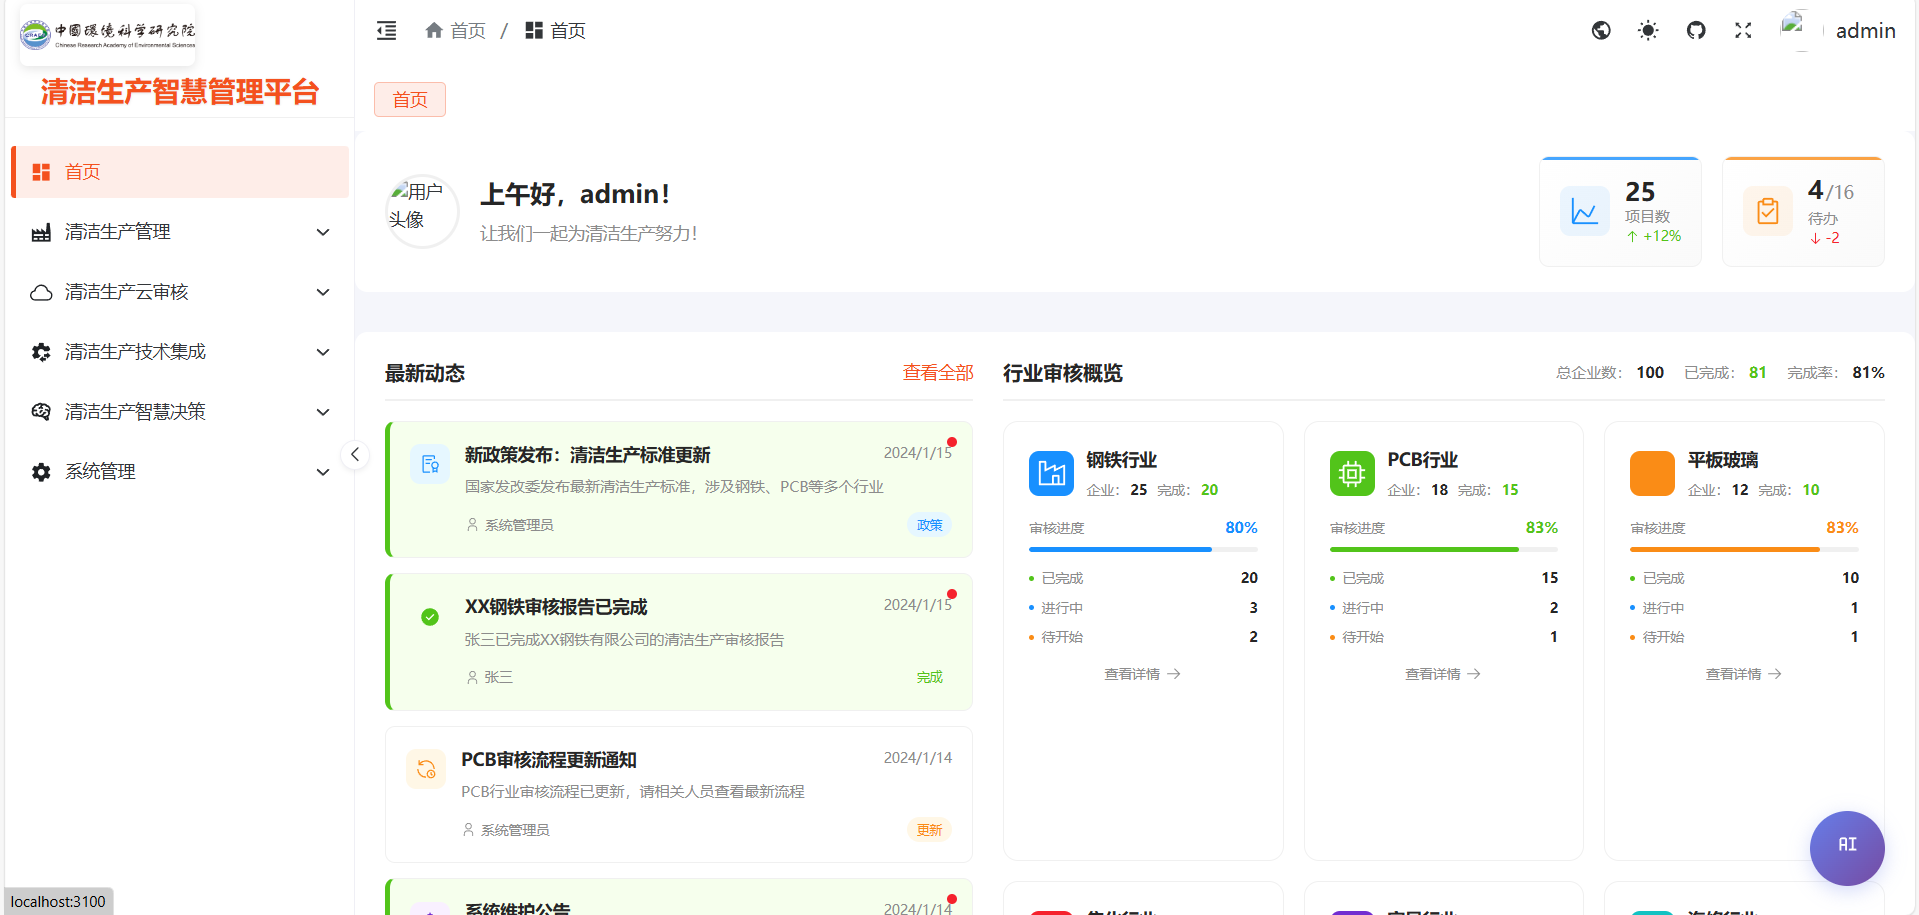 中國環境科学研究院
Chinese Research Academy of Environmental Sciences
清洁生产智慧管理平台
首页
清洁生产管理
清洁生产云审核
清洁生产技术集成
清洁生产智慧决策
系统管理
首页 / 首页
admin
首页
用户头像
上午好，admin！
让我们一起为清洁生产努力！
25
项目数
↑ +12%
4/16
待办
↓ -2
最新动态 查看全部
新政策发布：清洁生产标准更新 2024/1/15
国家发改委发布最新清洁生产标准，涉及钢铁、PCB等多个行业
系统管理员 政策
XX钢铁审核报告已完成 2024/1/15
张三已完成XX钢铁有限公司的清洁生产审核报告
张三 完成
PCB审核流程更新通知 2024/1/14
PCB行业审核流程已更新，请相关人员查看最新流程
系统管理员 更新
系统维护公告 2024/1/14
行业审核概览 总企业数： 100 已完成： 81 完成率： 81%
钢铁行业
企业： 25 完成： 20
审核进度 80%
已完成 20
进行中 3
待开始 2
查看详情 →
PCB行业
企业： 18 完成： 15
审核进度 83%
已完成 15
进行中 2
待开始 1
查看详情 →
平板玻璃
企业： 12 完成： 10
审核进度 83%
已完成 10
进行中 1
待开始 1
查看详情 →
AI
localhost:3100